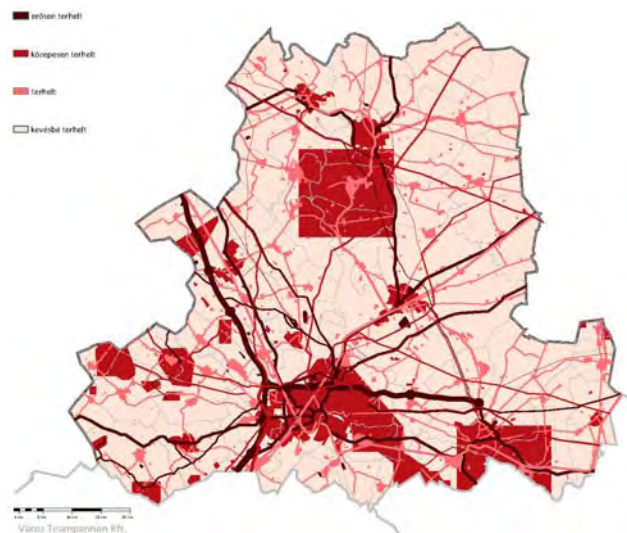 erősen terhelt
közepesen terhelt
terhelt
kevésbé terhelt
Város-Teampannon Kft.